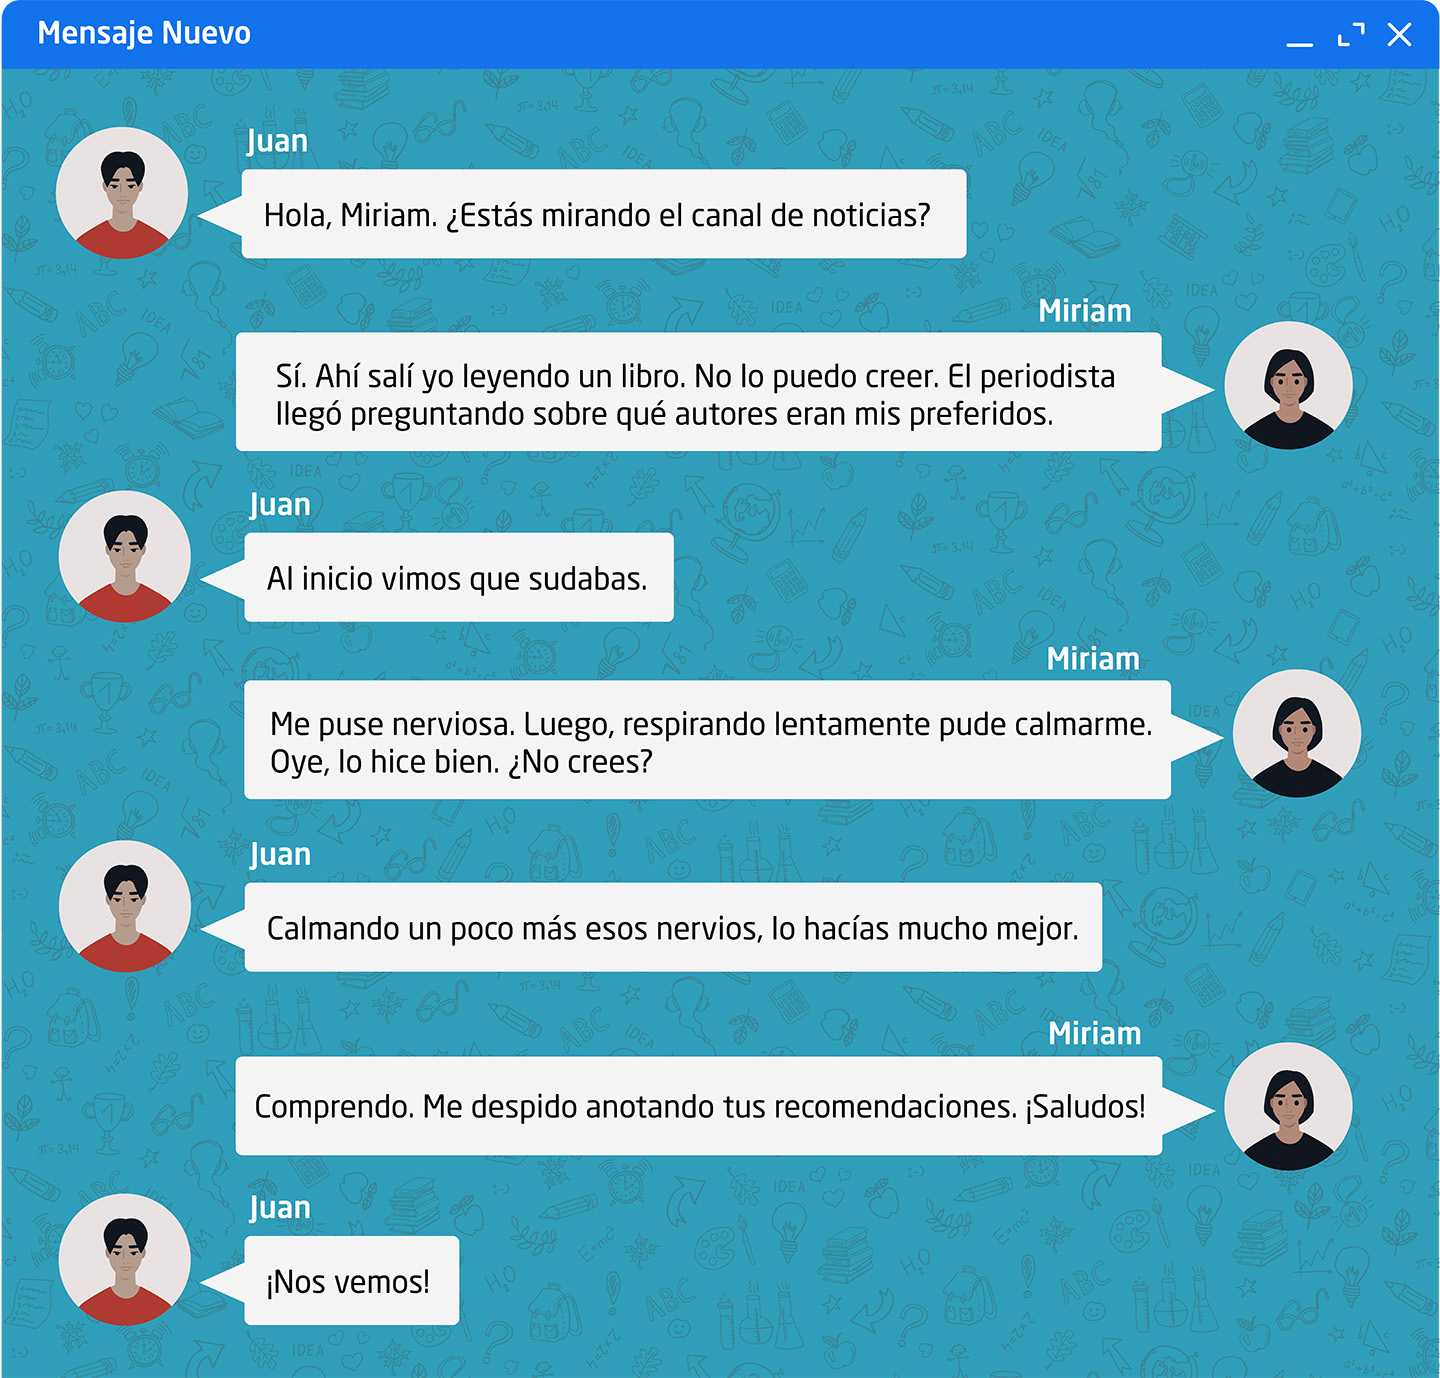 Mensaje Nuevo
Juan
Hola, Miriam. ¿Estás mirando el canal de noticias?
Miriam
Sí. Ahí salí yo leyendo un libro. No lo puedo creer. El periodista
llegó preguntando sobre qué autores eran mis preferidos.
Juan
Al inicio vimos que sudabas.
Miriam
Me puse nerviosa. Luego, respirando lentamente pude calmarme.
Oye, lo hice bien. ¿No crees?
Juan
Calmando un poco más esos nervios, lo hacías mucho mejor.
Miriam
Comprendo. Me despido anotando tus recomendaciones. ¡Saludos!
Juan
¡Nos vemos!